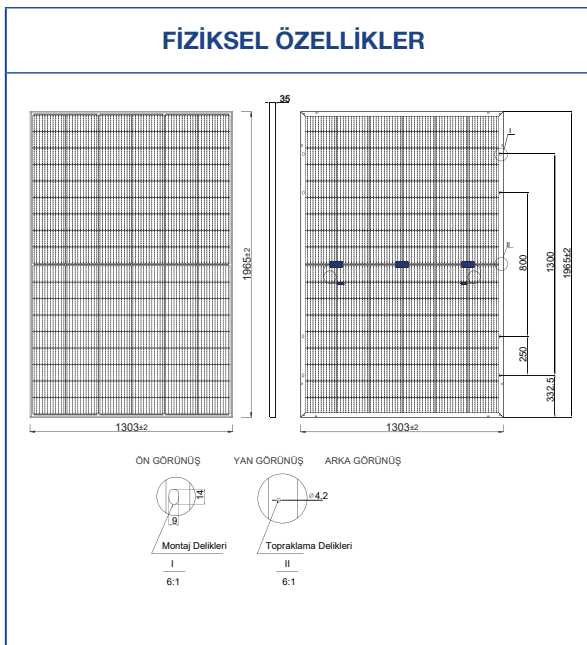 FİZİKSEL ÖZELLİKLER
35
I
1965±2
II
800
1300
1965±2
250
332.5
1303±2
1303±2
ÖN GÖRÜNÜŞ
YAN GÖRÜNÜŞ
ARKA GÖRÜNÜŞ
14
9
⌀4,2
Montaj Delikleri
Topraklama Delikleri
I
II
6:1
6:1